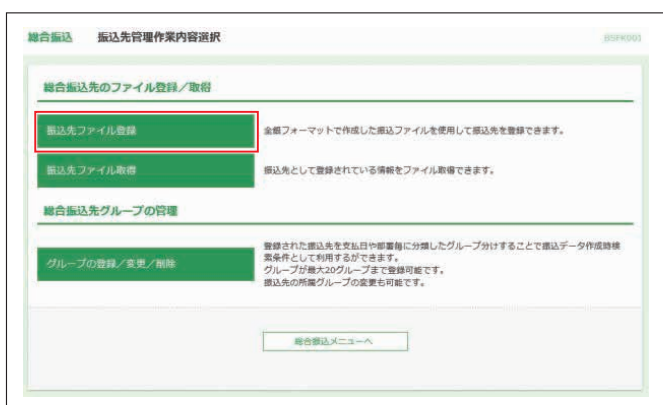 総合振込 振込先管理作業内容選択 BSFK001
総合振込先のファイル登録／取得
振込先ファイル登録 全銀フォーマットで作成した振込ファイルを使用して振込先を登録できます。
振込先ファイル取得 振込先として登録されている情報をファイル取得できます。
総合振込先グループの管理
グループの登録／変更／削除
登録された振込先を支払日や部署毎に分類したグループ分けすることで振込データ作成時検
索条件として利用するができます。
グループが最大20グループまで登録可能です。
振込先の所属グループの変更も可能です。
総合振込メニューへ